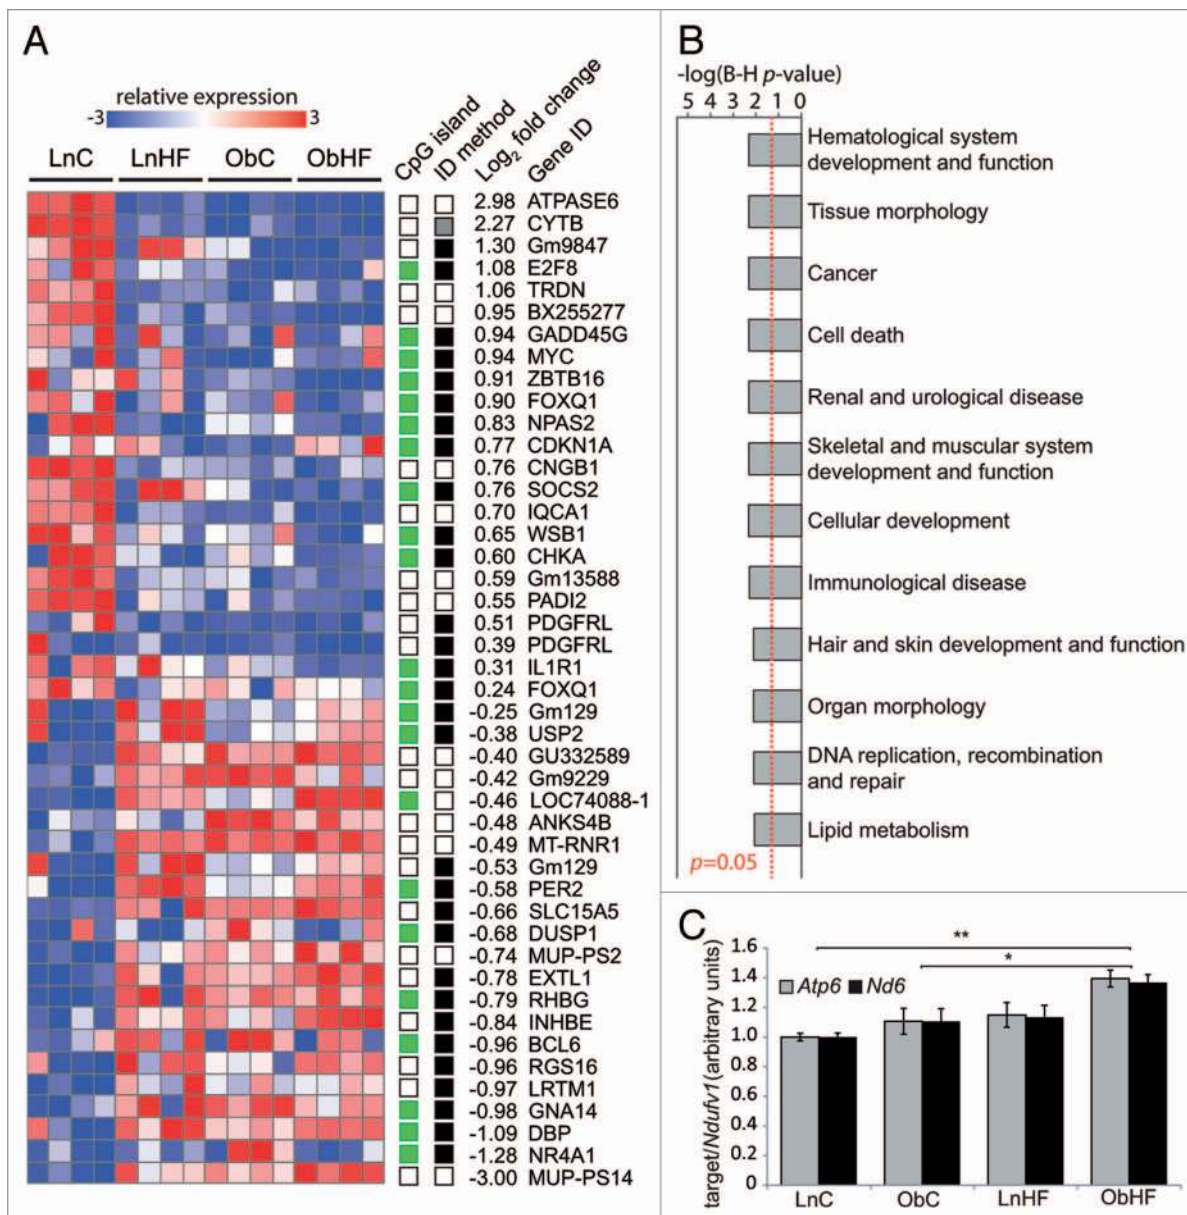 A
relative expression
-3 3
LnC LnHF ObC ObHF
CpG island
ID method
Log2 fold change
Gene ID
2.98 ATPASE6
2.27 CYTB
1.30 Gm9847
1.08 E2F8
1.06 TRDN
0.95 BX255277
0.94 GADD45G
0.94 MYC
0.91 ZBTB16
0.90 FOXQ1
0.83 NPAS2
0.77 CDKN1A
0.76 CNGB1
0.76 SOCS2
0.70 IQCA1
0.65 WSB1
0.60 CHKA
0.59 Gm13588
0.55 PADI2
0.51 PDGFRL
0.39 PDGFRL
0.31 IL1R1
0.24 FOXQ1
-0.25 Gm129
-0.38 USP2
-0.40 GU332589
-0.42 Gm9229
-0.46 LOC74088-1
-0.48 ANKS4B
-0.49 MT-RNR1
-0.53 Gm129
-0.58 PER2
-0.66 SLC15A5
-0.68 DUSP1
-0.74 MUP-PS2
-0.78 EXTL1
-0.79 RHBG
-0.84 INHBE
-0.96 BCL6
-0.96 RGS16
-0.97 LRTM1
-0.98 GNA14
-1.09 DBP
-1.28 NR4A1
-3.00 MUP-PS14
B
-log(B-H p-value)
5 4 3 2 1 0
Hematological system
development and function
Tissue morphology
Cancer
Cell death
Renal and urological disease
Skeletal and muscular system
development and function
Cellular development
Immunological disease
Hair and skin development and function
Organ morphology
DNA replication, recombination
and repair
Lipid metabolism
p=0.05
C
target/Ndufv1 (arbitrary units)
1.6
1.4
1.2
1.0
0.8
0.6
0.4
0.2
0
**
*
Atp6 Nd6
LnC ObC LnHF ObHF